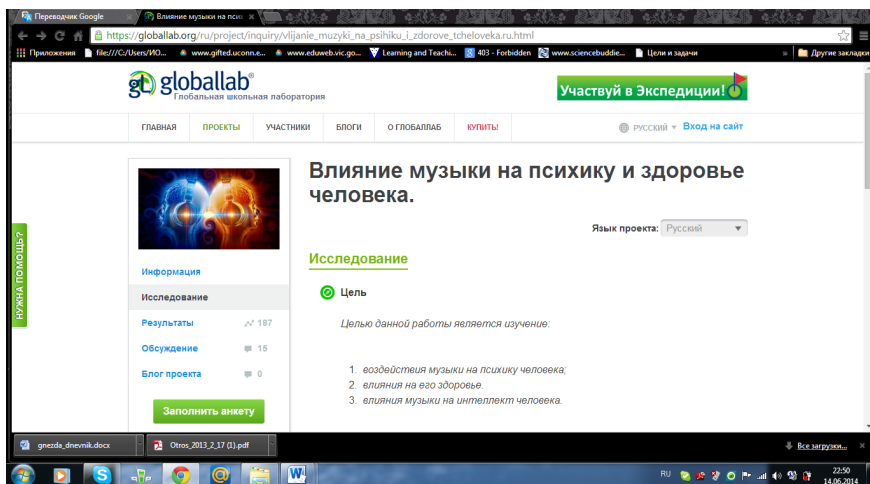 Переводчик Google
Влияние музыки на псих
https://globallab.org/ru/project/inquiry/vlijanie_muzyki_na_psihiku_i_zdorove_tcheloveka.ru.html
Приложения file:///C:/Users/ИО... www.gifted.uconn.e... www.eduweb.vic.go... Learning and Teachi... 403 - Forbidden www.sciencebuddie... Цели и задачи » Другие закладки
globallab®
Глобальная школьная лаборатория
Участвуй в Экспедиции!
ГЛАВНАЯ ПРОЕКТЫ УЧАСТНИКИ БЛОГИ О ГЛОБАЛЛАБ КУПИТЬ! РУССКИЙ Вход на сайт
Влияние музыки на психику и здоровье
человека.
Язык проекта: Русский
НУЖНА ПОМОЩЬ?
Исследование
Информация
Исследование
Результаты 187
Обсуждение 15
Блог проекта 0
Заполнить анкету
Цель
Целью данной работы является изучение:
1. воздействия музыки на психику человека;
2. влияния на его здоровье.
3. влияния музыки на интеллект человека.
gnezda_dnevnik.docx Otros_2013_2_17 (1).pdf Все загрузки...
RU 22:50
14.06.2014